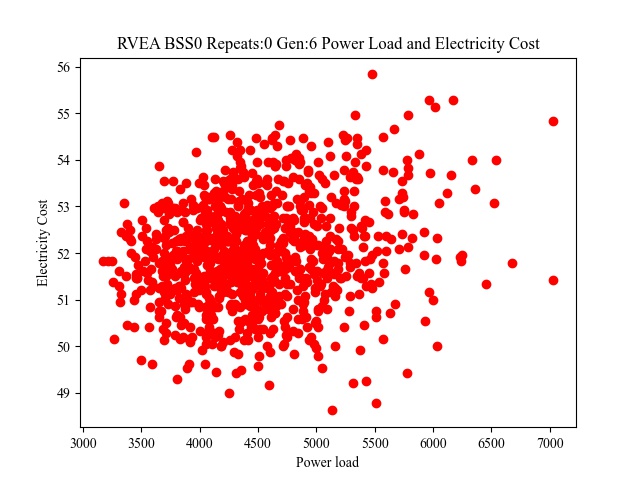 RVEA BSS0 Repeats:0 Gen:6 Power Load and Electricity Cost
56
55
54
53
52
51
50
49
Electricity Cost
3000 3500 4000 4500 5000 5500 6000 6500 7000
Power load